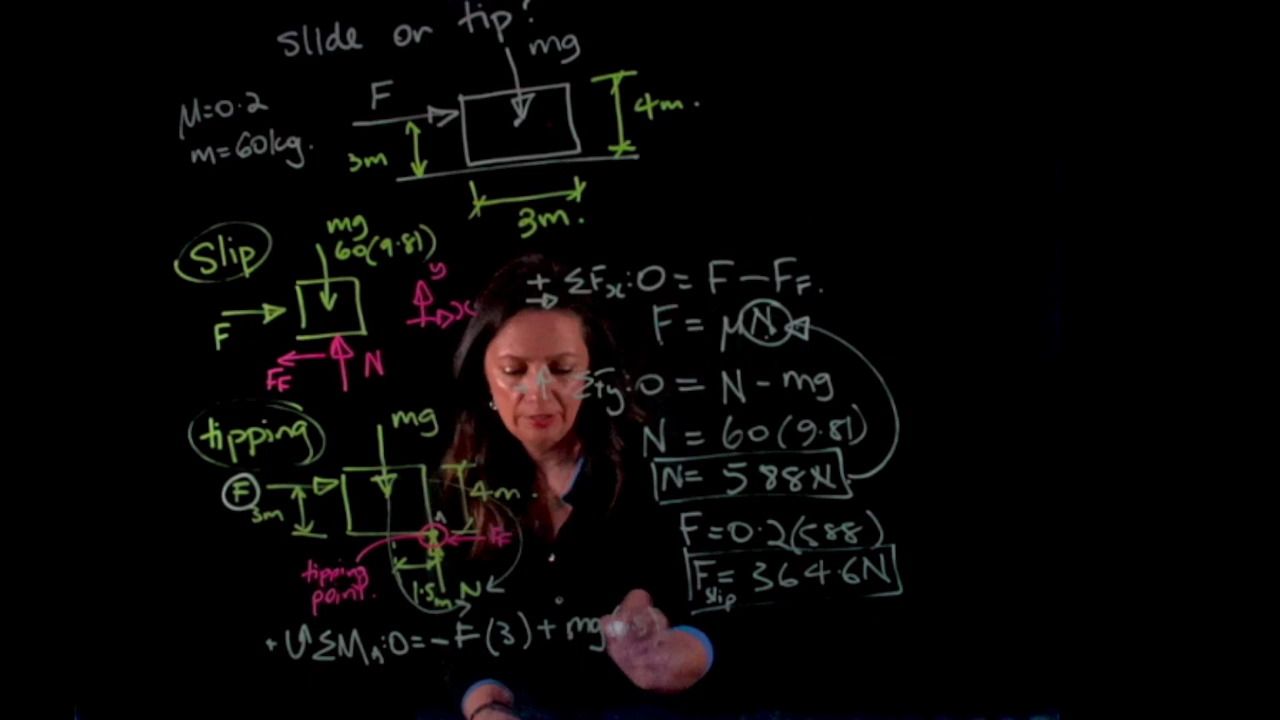 slide or tip?
mg
F
μ=0.2
m=60kg.
3m
4m.
3m.
Slip
mg
60(9.81)
F
FF
N
y
x
+ ΣFx:0 = F - FF.
F = μN
+ ΣFy:0 = N - mg
N = 60(9.81)
N= 588N
F=0.2(588)
Fslip= 364.6N
tipping
mg
F
3m
4m.
A
FF
tipping
point.
1.5m
N
+ ΣMA:0=-F(3)+mg